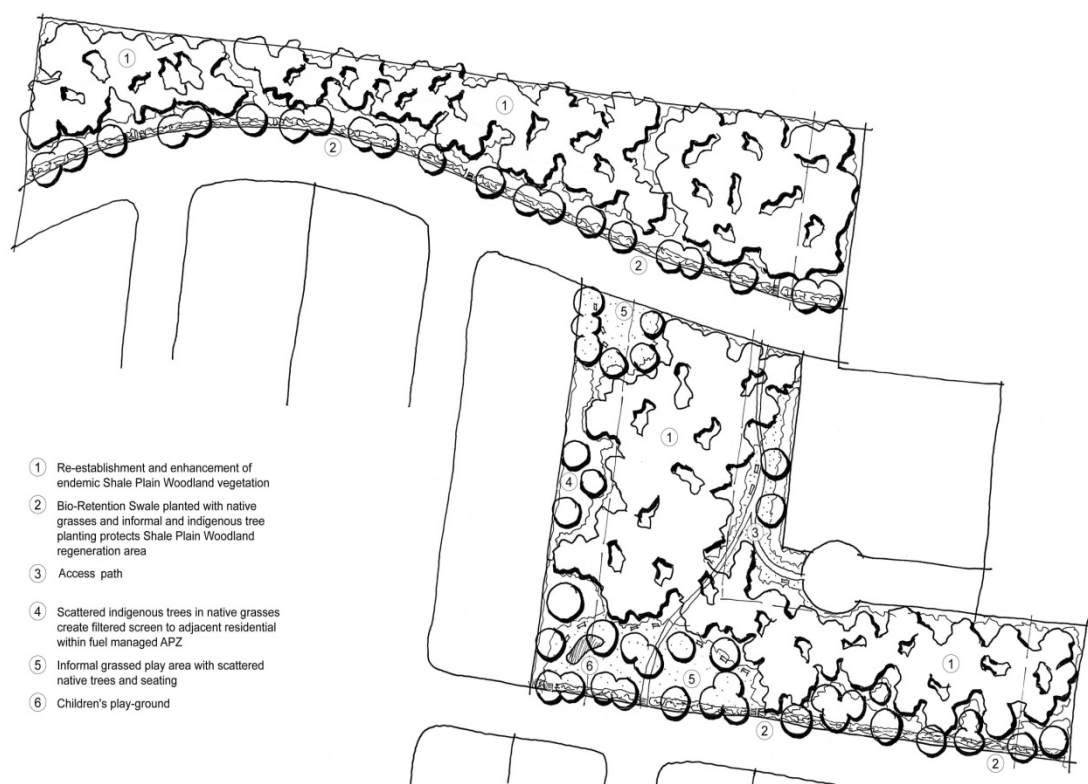 1
1
2
2
5
1
4
3
1
6
5
2
2
1 Re-establishment and enhancement of
endemic Shale Plain Woodland vegetation
2 Bio-Retention Swale planted with native
grasses and informal and indigenous tree
planting protects Shale Plain Woodland
regeneration area
3 Access path
4 Scattered indigenous trees in native grasses
create filtered screen to adjacent residential
within fuel managed APZ
5 Informal grassed play area with scattered
native trees and seating
6 Children's play-ground